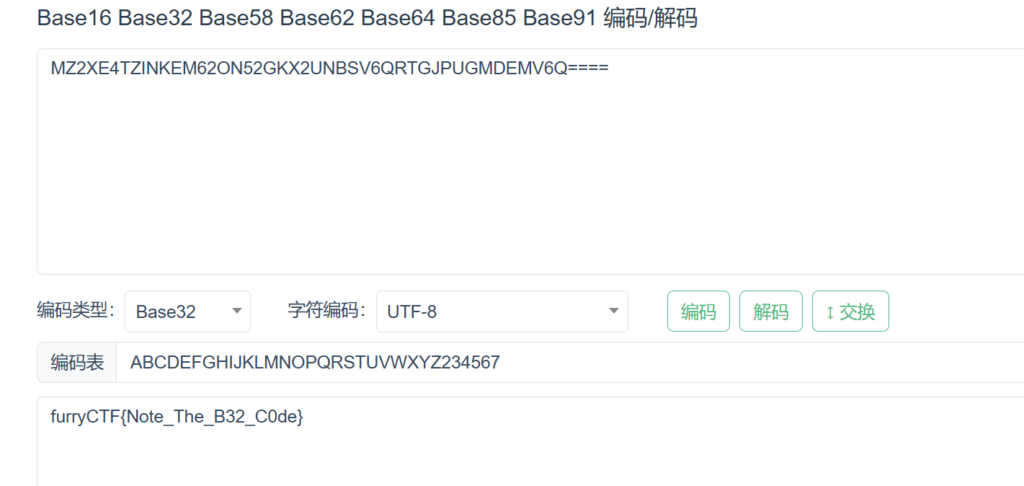 Base16 Base32 Base58 Base62 Base64 Base85 Base91 编码/解码
MZ2XE4TZINKEM62ON52GKX2UNBSV6QRTGJPUGMDEMV6Q====
编码类型: Base32 字符编码: UTF-8 编码 解码 ↕ 交换
编码表 ABCDEFGHIJKLMNOPQRSTUVWXYZ234567
furryCTF{Note_The_B32_C0de}